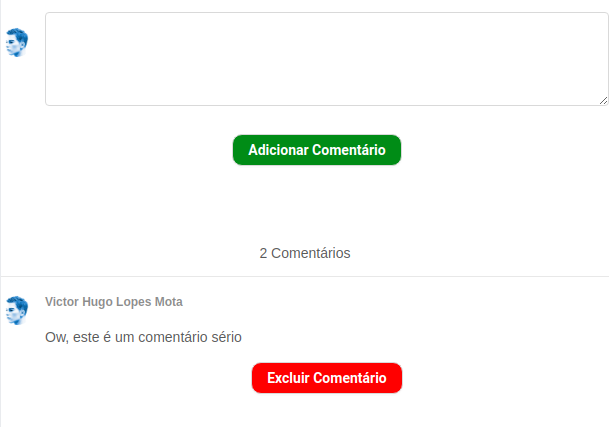 Adicionar Comentário
2 Comentários
Victor Hugo Lopes Mota
Ow, este é um comentário sério
Excluir Comentário